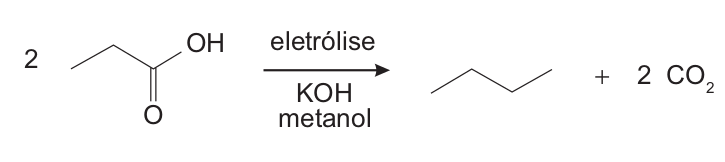 2
OH
O
eletrólise
KOH
metanol
+ 2 CO₂